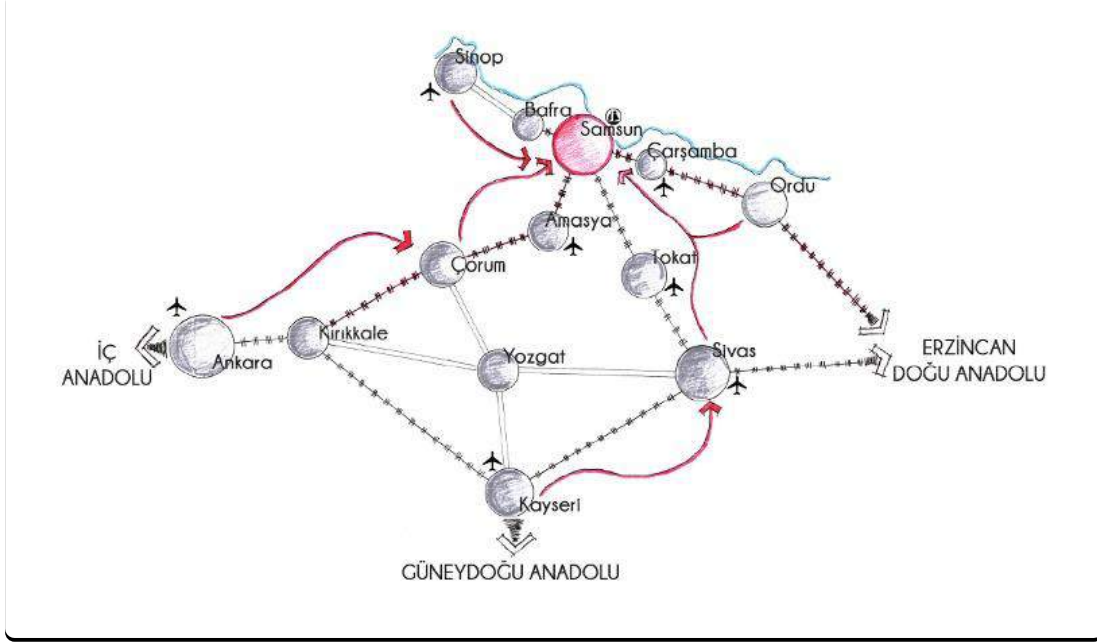 Sinop
Bafra
Samsun
Çarşamba
Ordu
Amasya
Tokat
Çorum
Kırıkkale
Ankara
İÇ
ANADOLU
Yozgat
Sivas
ERZİNCAN
DOĞU ANADOLU
Kayseri
GÜNEYDOĞU ANADOLU